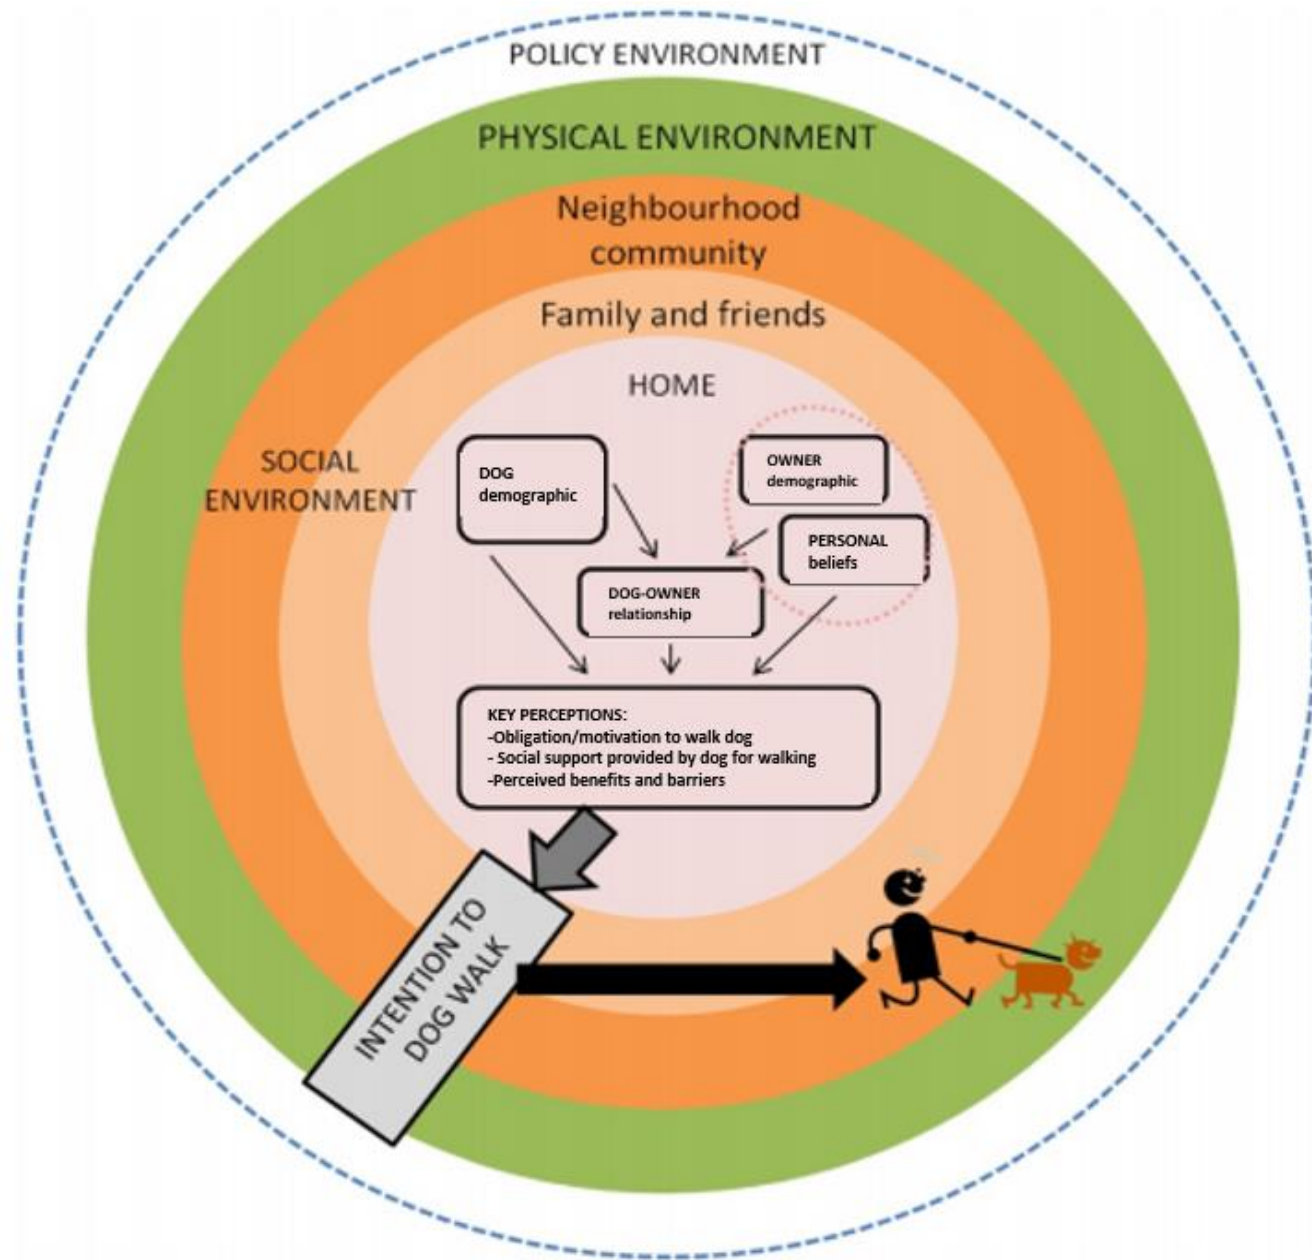 POLICY ENVIRONMENT
PHYSICAL ENVIRONMENT
Neighbourhood
community
Family and friends
HOME
SOCIAL
ENVIRONMENT
DOG
demographic
OWNER
demographic
PERSONAL
beliefs
DOG-OWNER
relationship
KEY PERCEPTIONS:
-Obligation/motivation to walk dog
- Social support provided by dog for walking
-Perceived benefits and barriers
INTENTION TO
DOG WALK